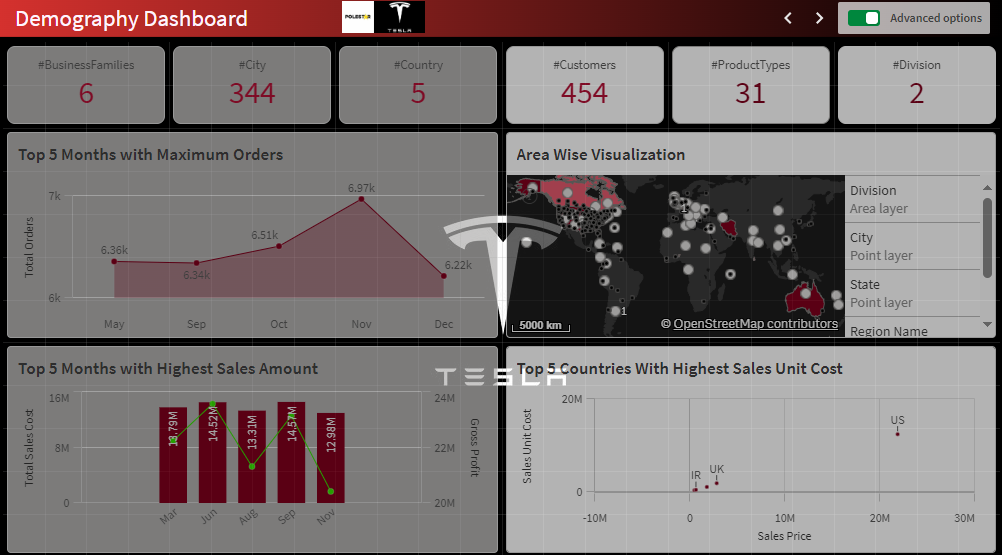 Demography Dashboard
POLESTAR
TESLA
Advanced options
#BusinessFamilies
6
#City
344
#Country
5
#Customers
454
#ProductTypes
31
#Division
2
Top 5 Months with Maximum Orders
Total Orders
7k
6k
6.36k
6.34k
6.51k
6.97k
6.22k
May
Sep
Oct
Nov
Dec
Area Wise Visualization
1
1
5000 km
© OpenStreetMap contributors
Division
Area layer
City
Point layer
State
Point layer
Region Name
TESLA
Top 5 Months with Highest Sales Amount
Total Sales Cost
16M
8M
0
13.79M
14.52M
13.31M
14.57M
12.98M
24M
22M
20M
Gross Profit
Mar
Jun
Aug
Sep
Nov
Top 5 Countries With Highest Sales Unit Cost
Sales Unit Cost
20M
0
IR
UK
US
-10M
0
10M
20M
30M
Sales Price